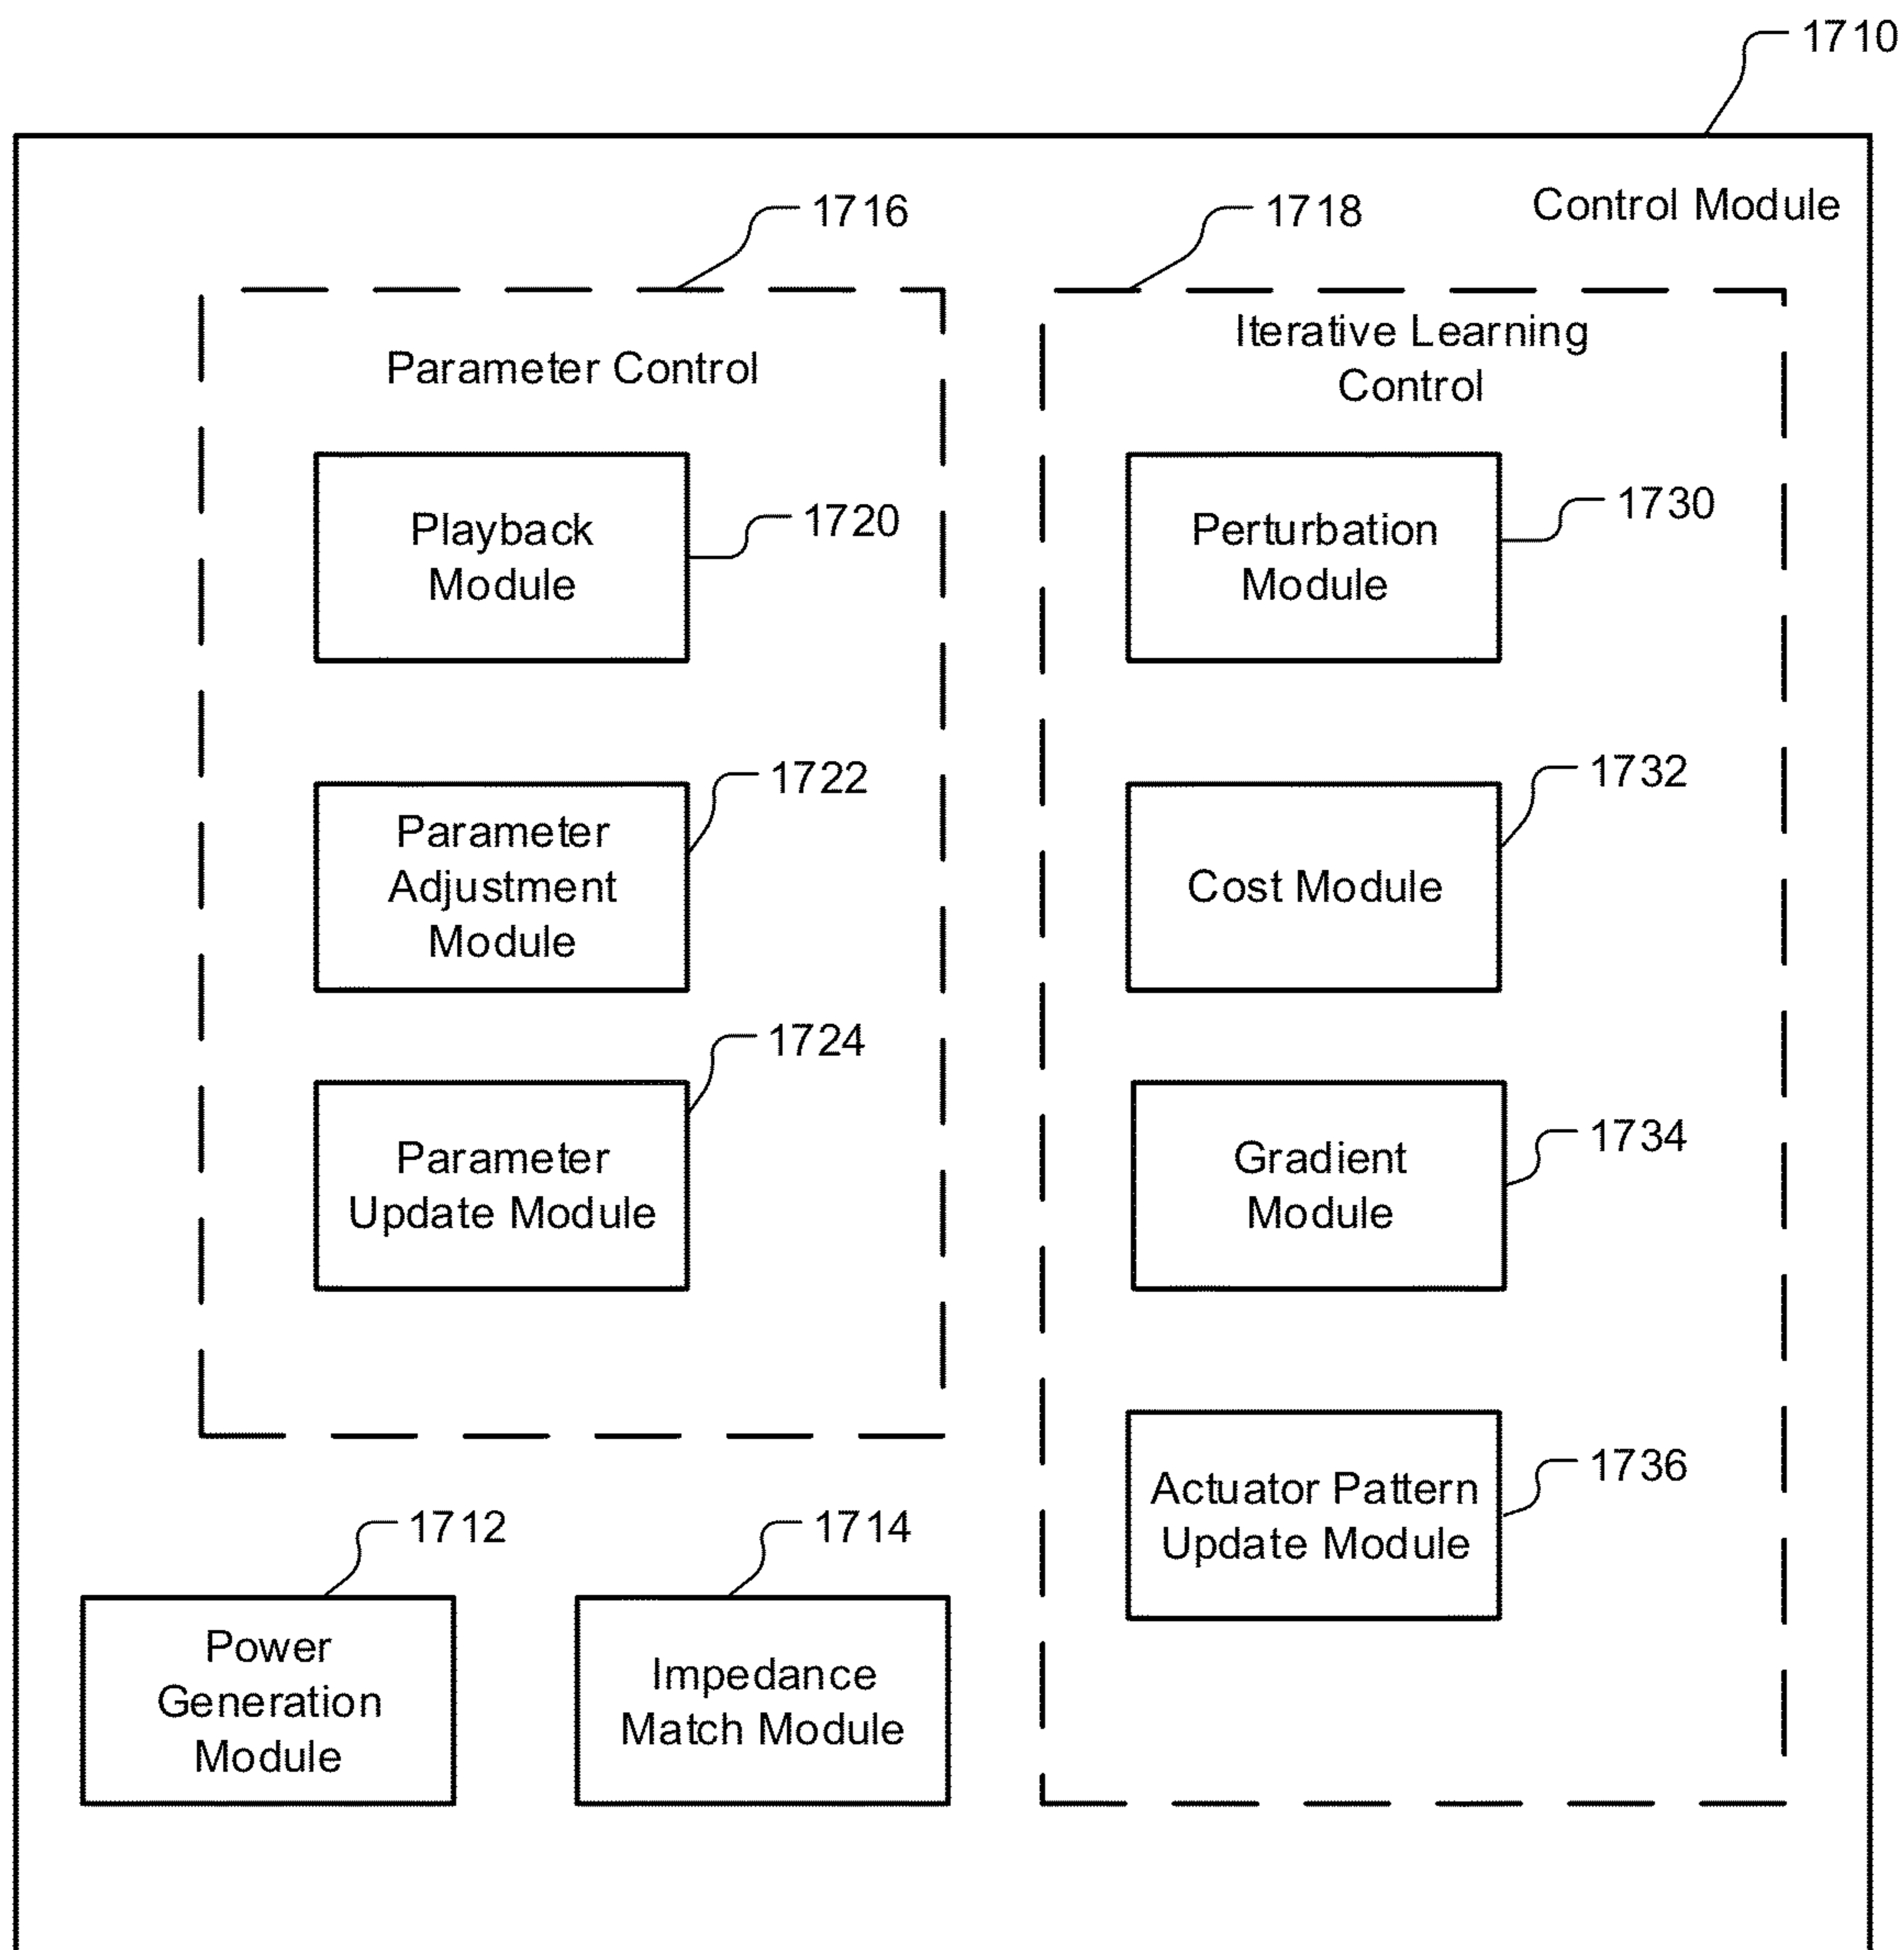 1710
Control Module
1716
Parameter Control
Playback
Module
1720
Parameter
Adjustment
Module
1722
Parameter
Update Module
1724
1718
Iterative Learning
Control
Perturbation
Module
1730
Cost Module
1732
Gradient
Module
1734
Actuator Pattern
Update Module
1736
1712
Power
Generation
Module
1714
Impedance
Match Module